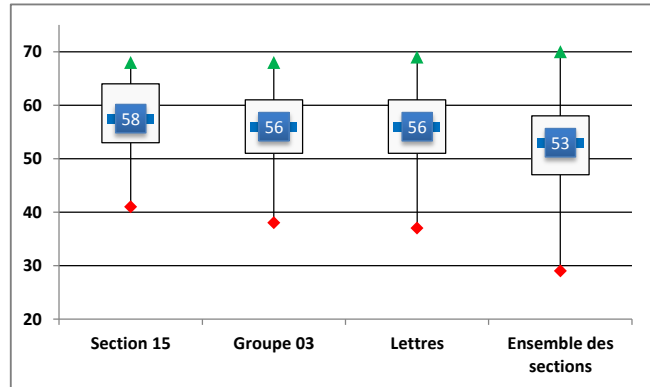 70
60
50
40
30
20
58
56
56
53
Section 15
Groupe 03
Lettres
Ensemble des
sections